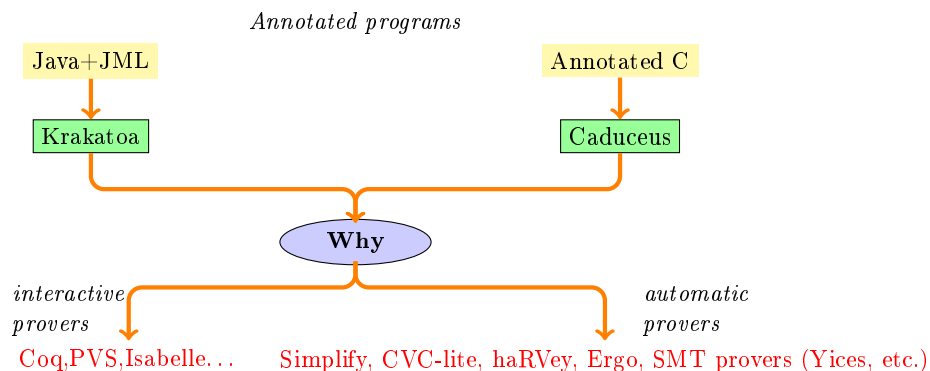 Annotated programs
Java+JML
Annotated C
Krakatoa
Caduceus
Why
interactive
provers
automatic
provers
Coq,PVS,Isabelle...
Simplify, CVC-lite, haRVey, Ergo, SMT provers (Yices, etc.)